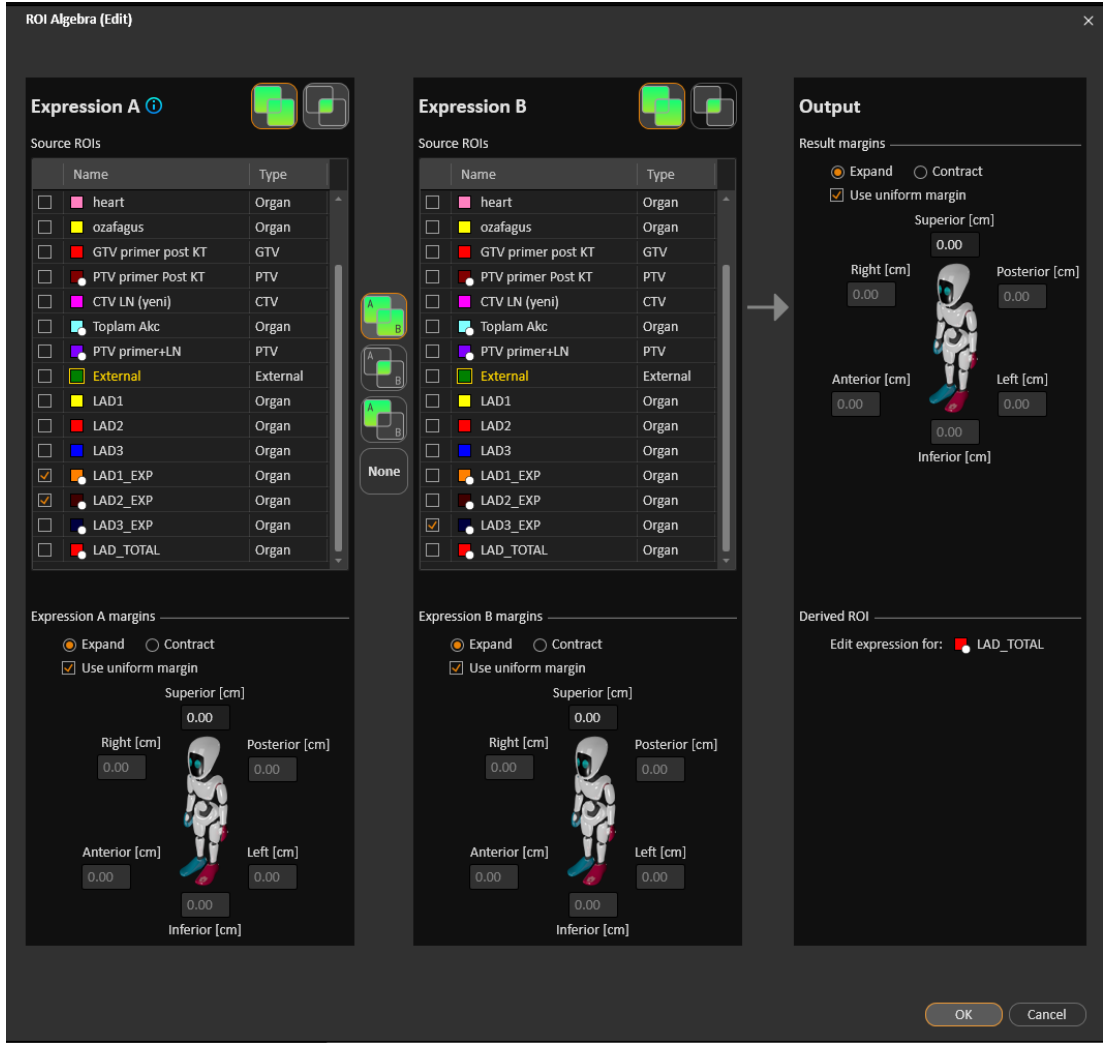 ROI Algebra (Edit)
Expression A
Source ROIs
Name Type
heart Organ
ozafagus Organ
GTV primer post KT GTV
PTV primer Post KT PTV
CTV LN (yeni) CTV
Toplam Akc Organ
PTV primer+LN PTV
External External
LAD1 Organ
LAD2 Organ
LAD3 Organ
LAD1_EXP Organ
LAD2_EXP Organ
LAD3_EXP Organ
LAD_TOTAL Organ
Expression A margins
Expand Contract
Use uniform margin
Superior [cm]
0.00
Right [cm] Posterior [cm]
0.00 0.00
Anterior [cm] Left [cm]
0.00 0.00
0.00
Inferior [cm]
A
B
A
B
A
B
None
Expression B
Source ROIs
Name Type
heart Organ
ozafagus Organ
GTV primer post KT GTV
PTV primer Post KT PTV
CTV LN (yeni) CTV
Toplam Akc Organ
PTV primer+LN PTV
External External
LAD1 Organ
LAD2 Organ
LAD3 Organ
LAD1_EXP Organ
LAD2_EXP Organ
LAD3_EXP Organ
LAD_TOTAL Organ
Expression B margins
Expand Contract
Use uniform margin
Superior [cm]
0.00
Right [cm] Posterior [cm]
0.00 0.00
Anterior [cm] Left [cm]
0.00 0.00
0.00
Inferior [cm]
Output
Result margins
Expand Contract
Use uniform margin
Superior [cm]
0.00
Right [cm] Posterior [cm]
0.00 0.00
Anterior [cm] Left [cm]
0.00 0.00
0.00
Inferior [cm]
Derived ROI
Edit expression for: LAD_TOTAL
OK Cancel